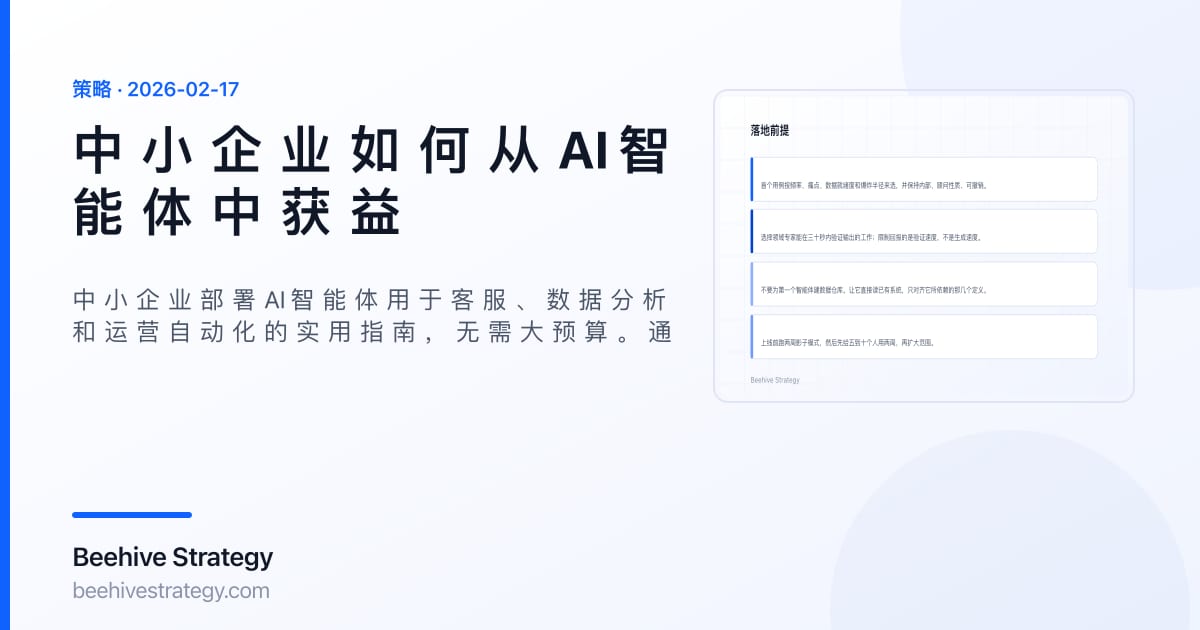 策略 · 2026-02-17
中小企业如何从AI智
能体中获益
中小企业部署AI智能体用于客服、数据分析
和运营自动化的实用指南，无需大预算。通
落地前提
首个用例按频率、痛点、数据就绪度和爆炸半径来选，并保持内部、顾问性质、可撤销。
选择领域专家能在三十秒内验证输出的工作：限制回报的是验证速度，不是生成速度。
不要为第一个智能体建数据仓库。让它直接读已有系统，只对齐它所依赖的那几个定义。
上线前跑两周影子模式，然后先给五到十个人用两周，再扩大范围。
Beehive Strategy
Beehive Strategy
beehivestrategy.com